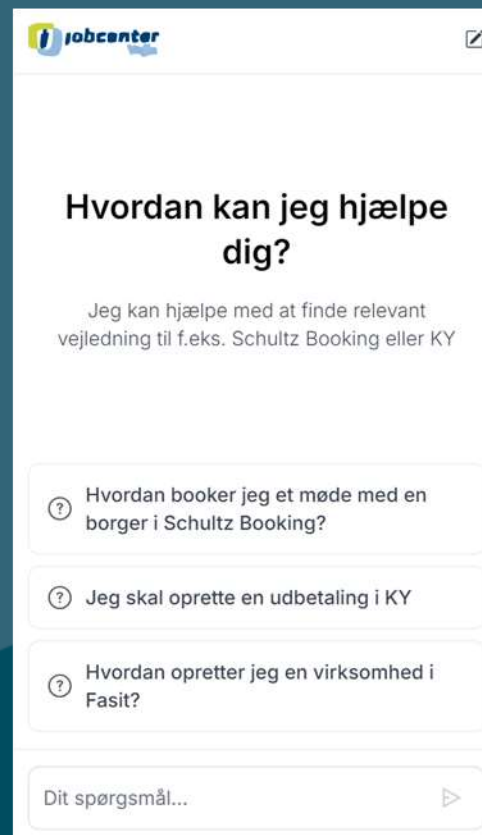 jobcenter
Hvordan kan jeg hjælpe
dig?
Jeg kan hjælpe med at finde relevant
vejledning til f.eks. Schultz Booking eller KY
Hvordan booker jeg et møde med en
borger i Schultz Booking?
Jeg skal oprette en udbetaling i KY
Hvordan opretter jeg en virksomhed i
Fasit?
Dit spørgsmål...